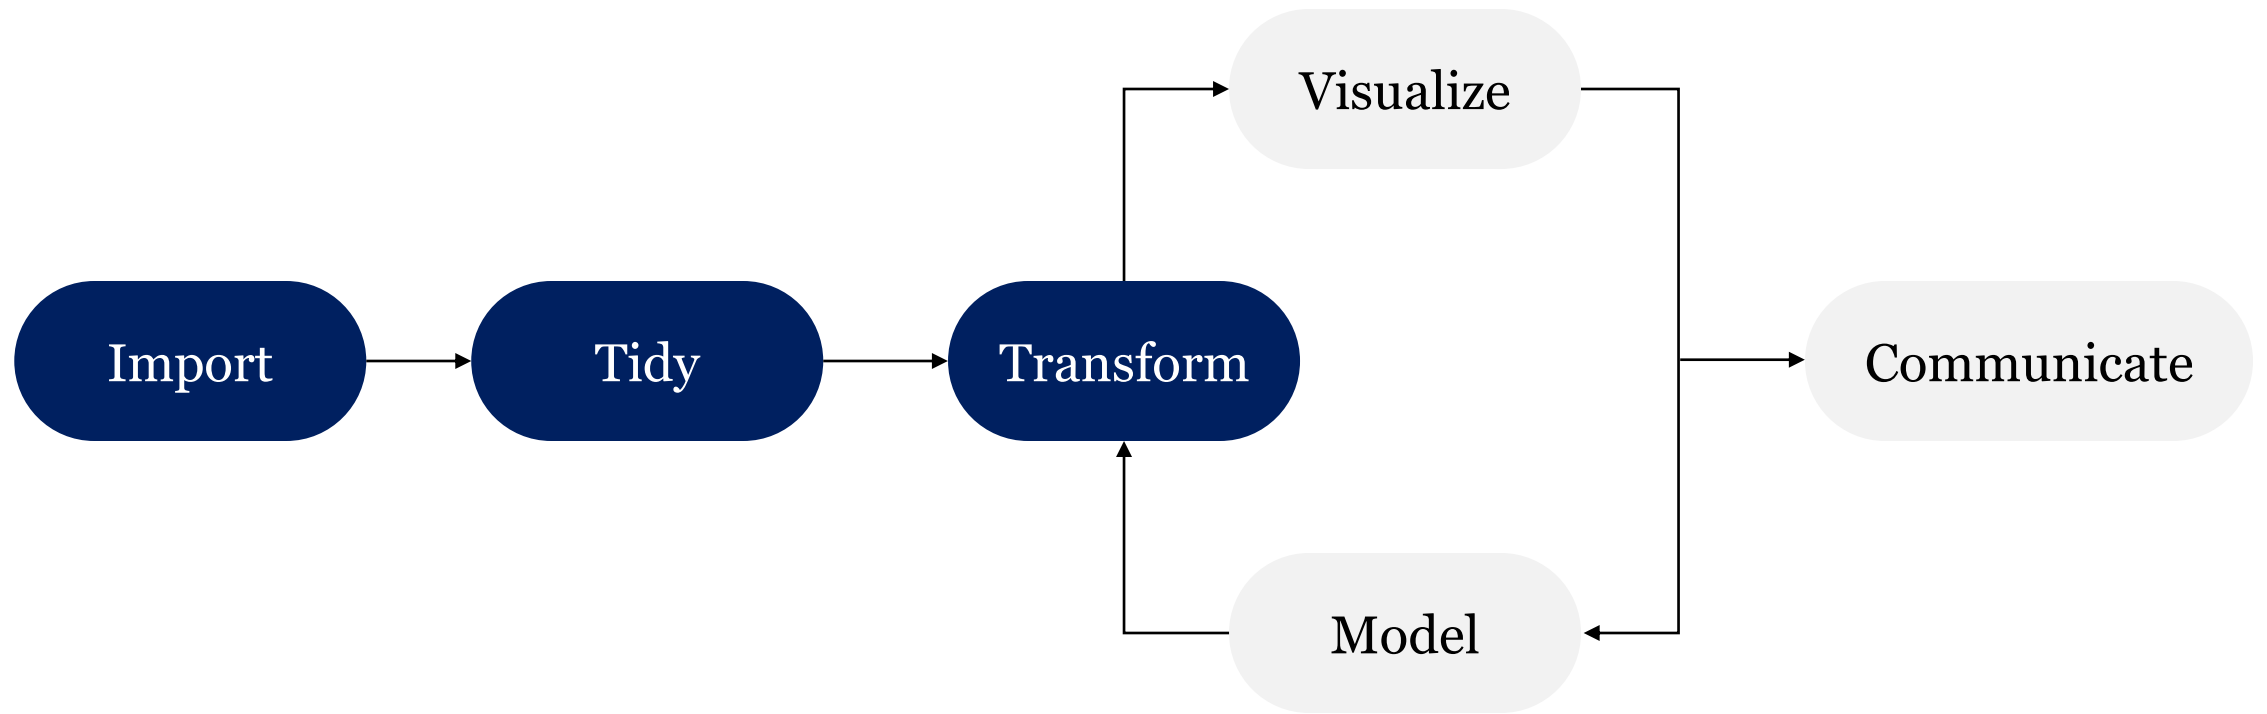 Import
Tidy
Transform
Visualize
Model
Communicate